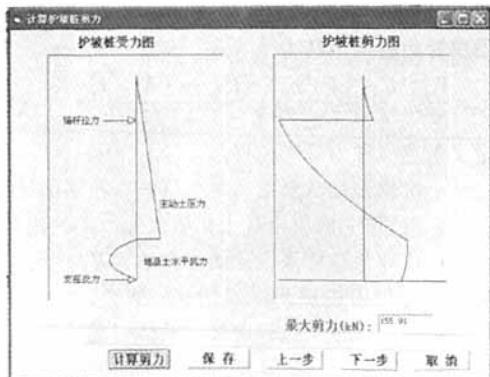 计算护坡桩剪力
护坡桩受力图
护坡桩剪力图
锚杆拉力
主动土压力
地基土水平抗力
支座反力
最大剪力(kN):
155.91
计算剪力
保 存
上一步
下一步
取 消